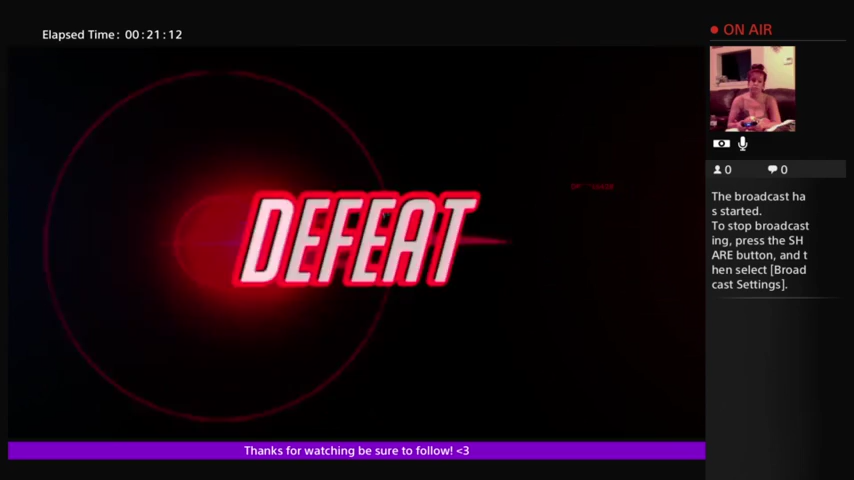 Elapsed Time: 00:21:12
ON AIR
0 0
The broadcast ha
s started.
To stop broadcast
ing, press the SH
ARE button, and t
hen select [Broad
cast Settings].
DEFEAT
Thanks for watching be sure to follow! <3